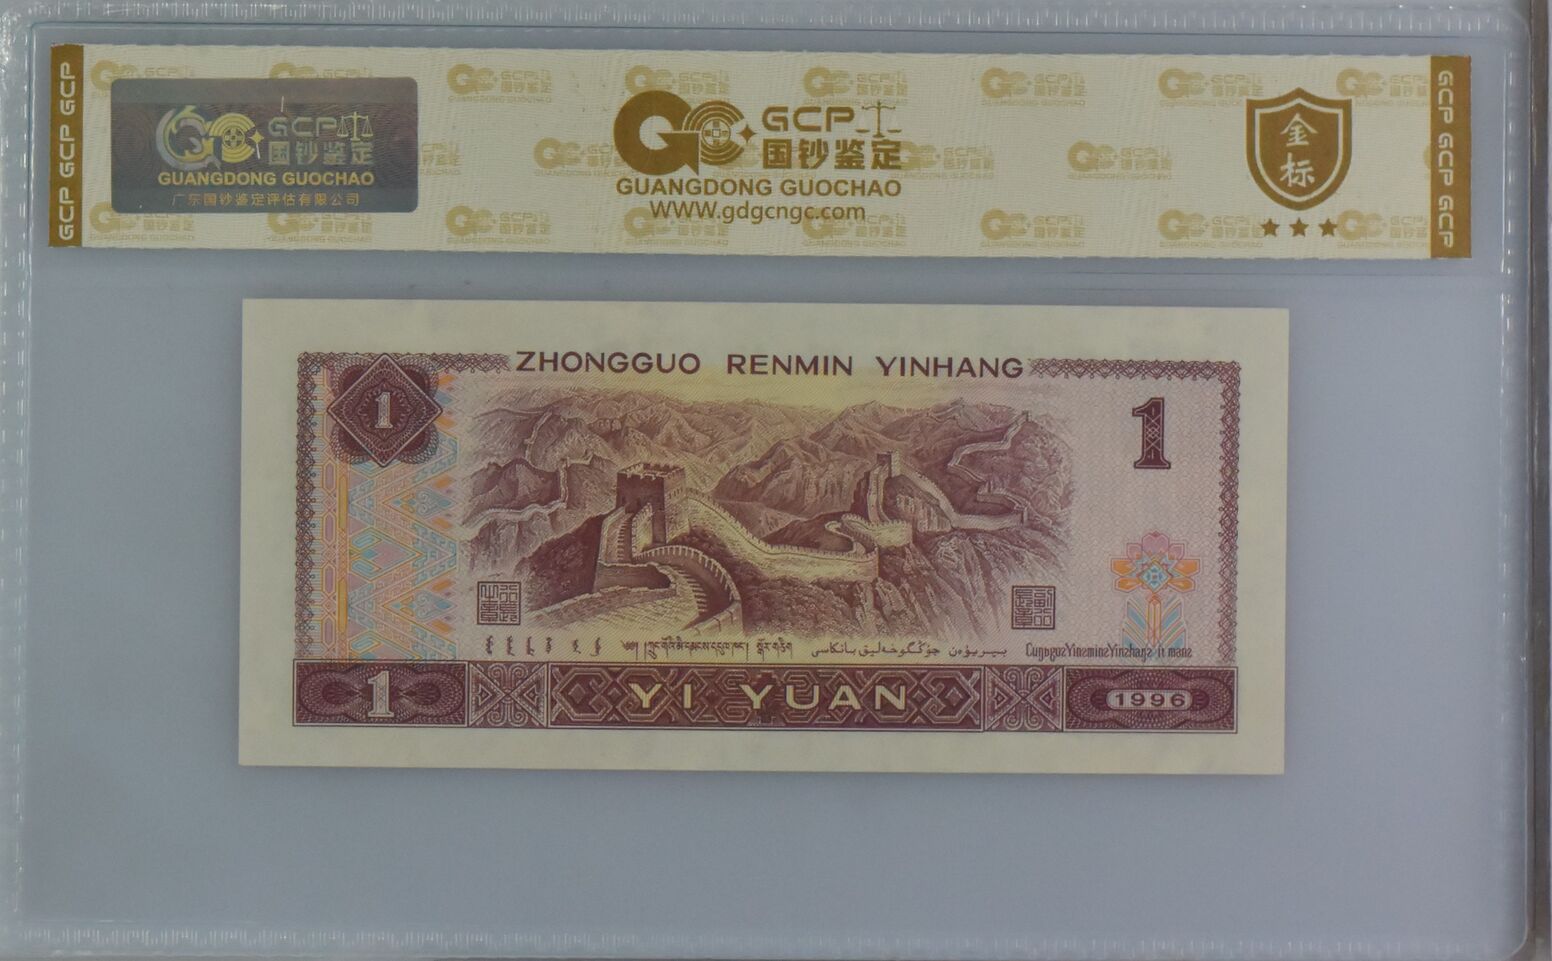 GCP GCP GCP
GCP
国钞鉴定
GUANGDONG GUOCHAO
广东国钞鉴定评估有限公司
GCP
国钞鉴定
GUANGDONG GUOCHAO
WWW.gdgcngc.com
金标
GCP GCP GCP
ZHONGGUO RENMIN YINHANG
1
1
1
YI YUAN
1996